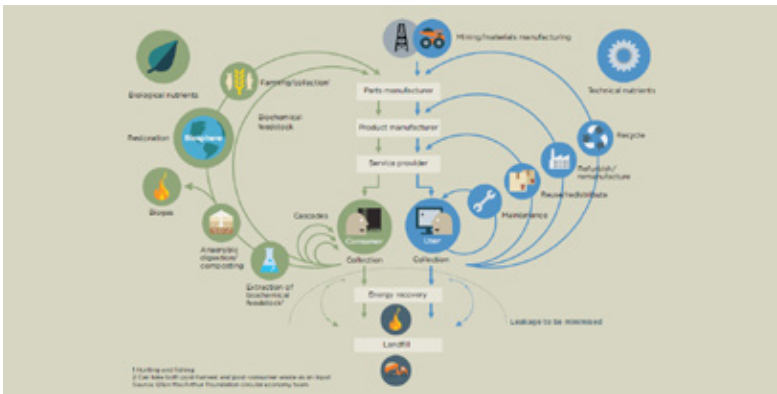 Mining/materials manufacturing
Biological nutrients
Farming/collection¹
Parts manufacturer
Technical nutrients
Biochemical
feedstock
Restoration
Biosphere
Product manufacturer
Recycle
Service provider
Refurbish/
remanufacture
Reuse/redistribute
Biogas
Maintenance
Cascades
Consumer
User
Anaerobic
digestion/
composting
Collection
Collection
Extraction of
biochemical
feedstock²
Energy recovery
Leakage to be minimised
Landfill
1 Hunting and fishing
2 Can take both post-harvest and post-consumer waste as an input
Source: Ellen MacArthur Foundation circular economy team